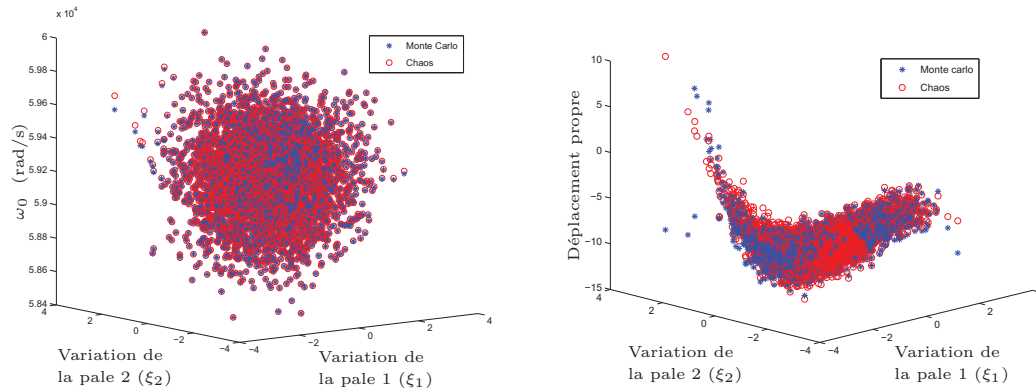 x 10⁴
6
5.98
5.96
5.94
5.92
5.9
5.88
5.86
5.84
ω₀ (rad/s)
Monte Carlo
Chaos
4
2
0
−2
−4
−4
−2
0
2
4
Variation de
la pale 2 (ξ₂)
Variation de
la pale 1 (ξ₁)
10
5
0
−5
−10
−15
Déplacement propre
Monte carlo
Chaos
4
2
0
−2
−4
−4
−2
0
2
Variation de
la pale 2 (ξ₂)
Variation de
la pale 1 (ξ₁)